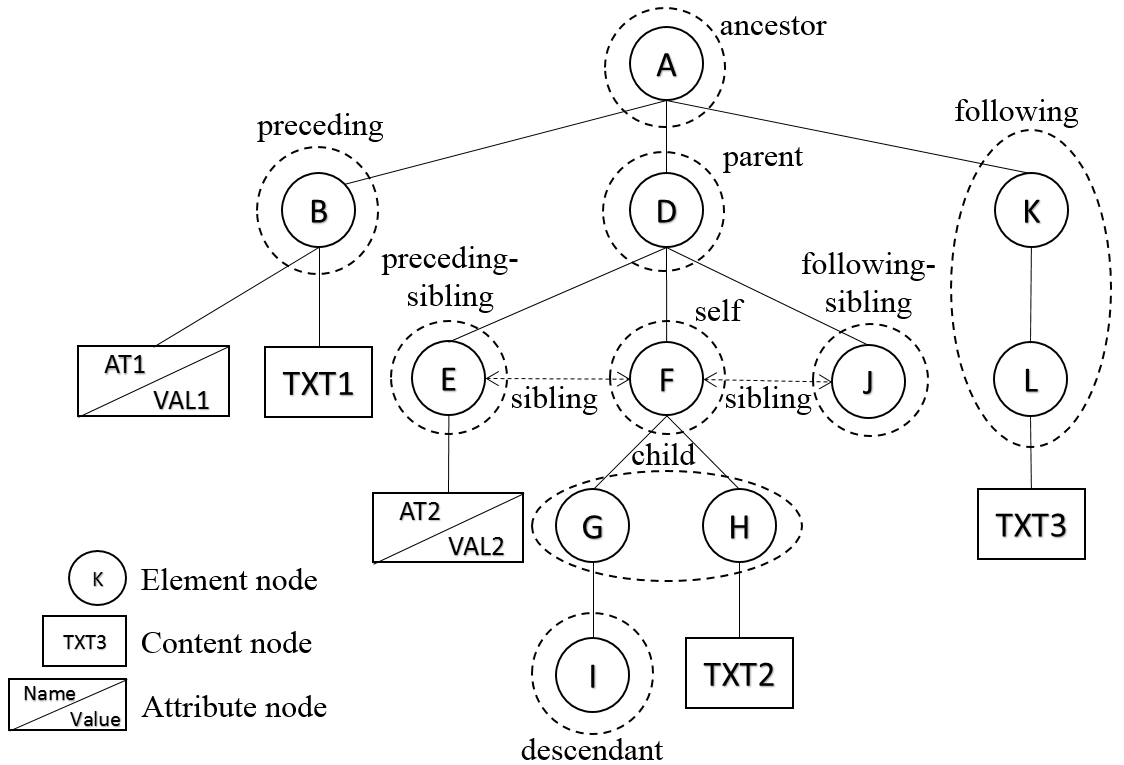 ancestor
A
following
preceding
parent
B
D
K
preceding-
sibling
following-
sibling
self
AT1
VAL1
TXT1
E
sibling
F
sibling
J
L
child
AT2
VAL2
G
H
TXT3
K
Element node
TXT3
Content node
I
TXT2
Name
Value
Attribute node
descendant